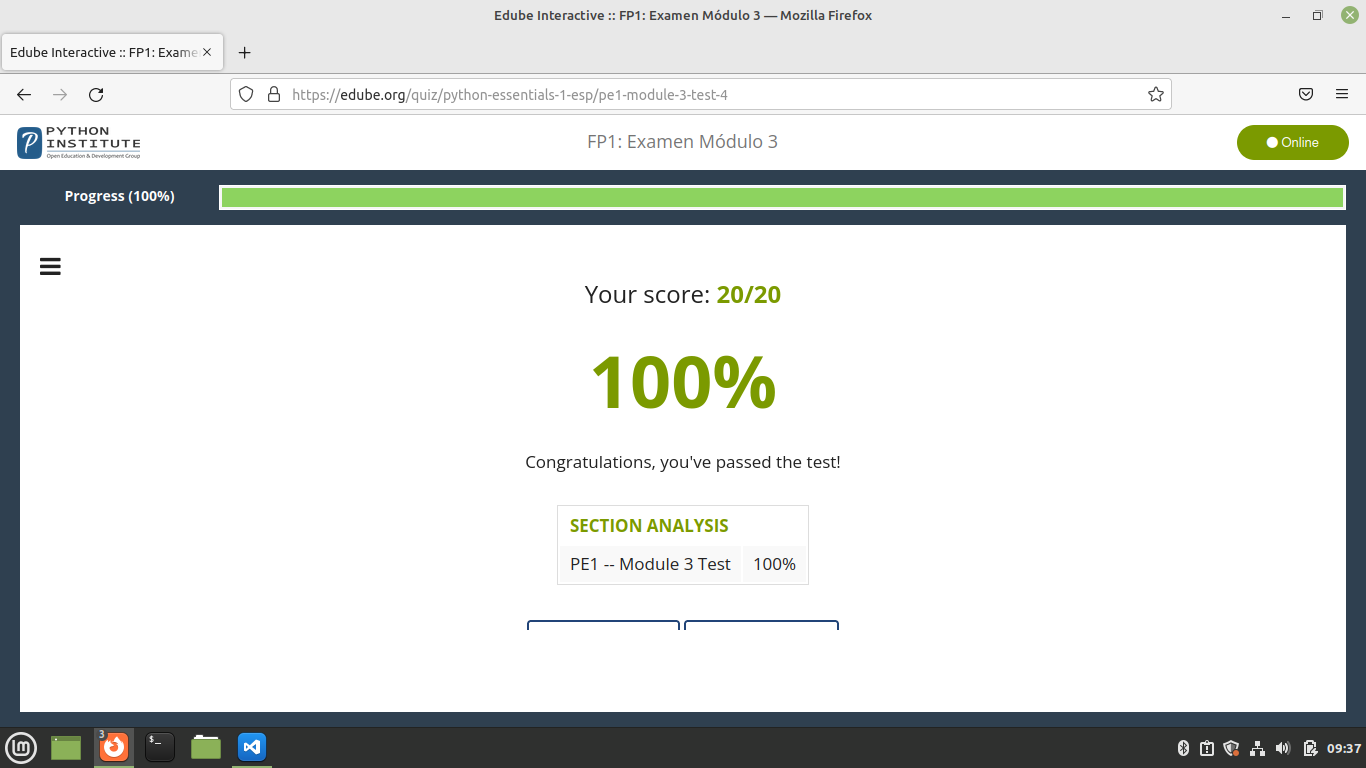 Edube Interactive :: FP1: Examen Módulo 3 — Mozilla Firefox
Edube Interactive :: FP1: Exame
https://edube.org/quiz/python-essentials-1-esp/pe1-module-3-test-4
PYTHON
INSTITUTE
Open Education & Development Group
FP1: Examen Módulo 3
Online
Progress (100%)
Your score: 20/20
100%
Congratulations, you've passed the test!
SECTION ANALYSIS
PE1 -- Module 3 Test 100%
3
$_
lm
09:37